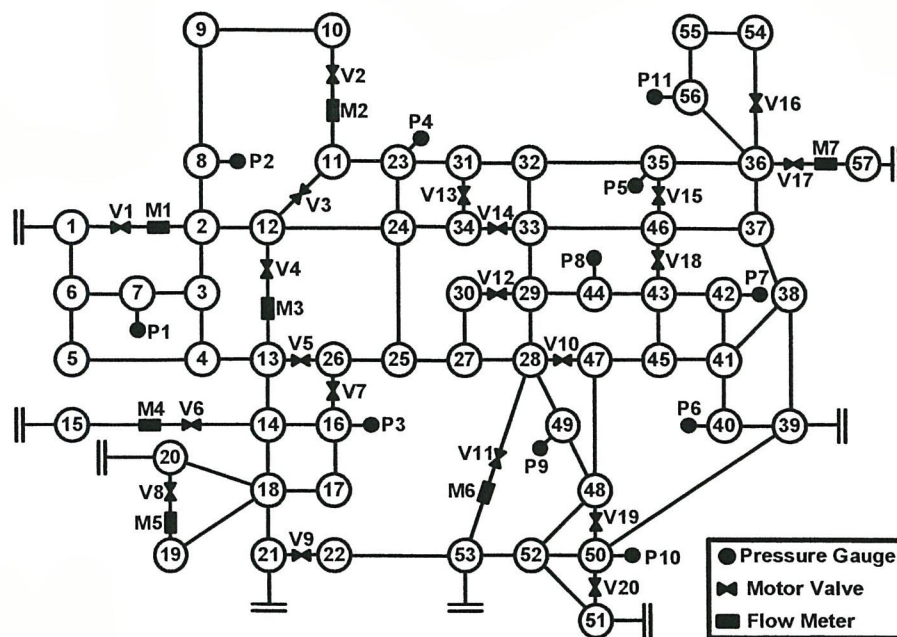 9 10 55 54
V2
P11 56
M2 P4 V16
8 P2 11 23 31 32 35 36 M7 57
V3 V13 P5 V15 V17
1 V1 M1 2 12 24 34 V14 33 46 37
V4 P8 V18
6 7 3 30 V12 29 44 43 42 P7 38
M3
P1
5 4 13 V5 26 25 27 28 V10 47 45 41
V7
15 M4 V6 14 16 P3 49 P6 40 39
V11
20 P9
V8 18 17 M6 48
M5 V19
19 21 V9 22 53 52 50 P10
V20
51
Pressure Gauge
Motor Valve
Flow Meter